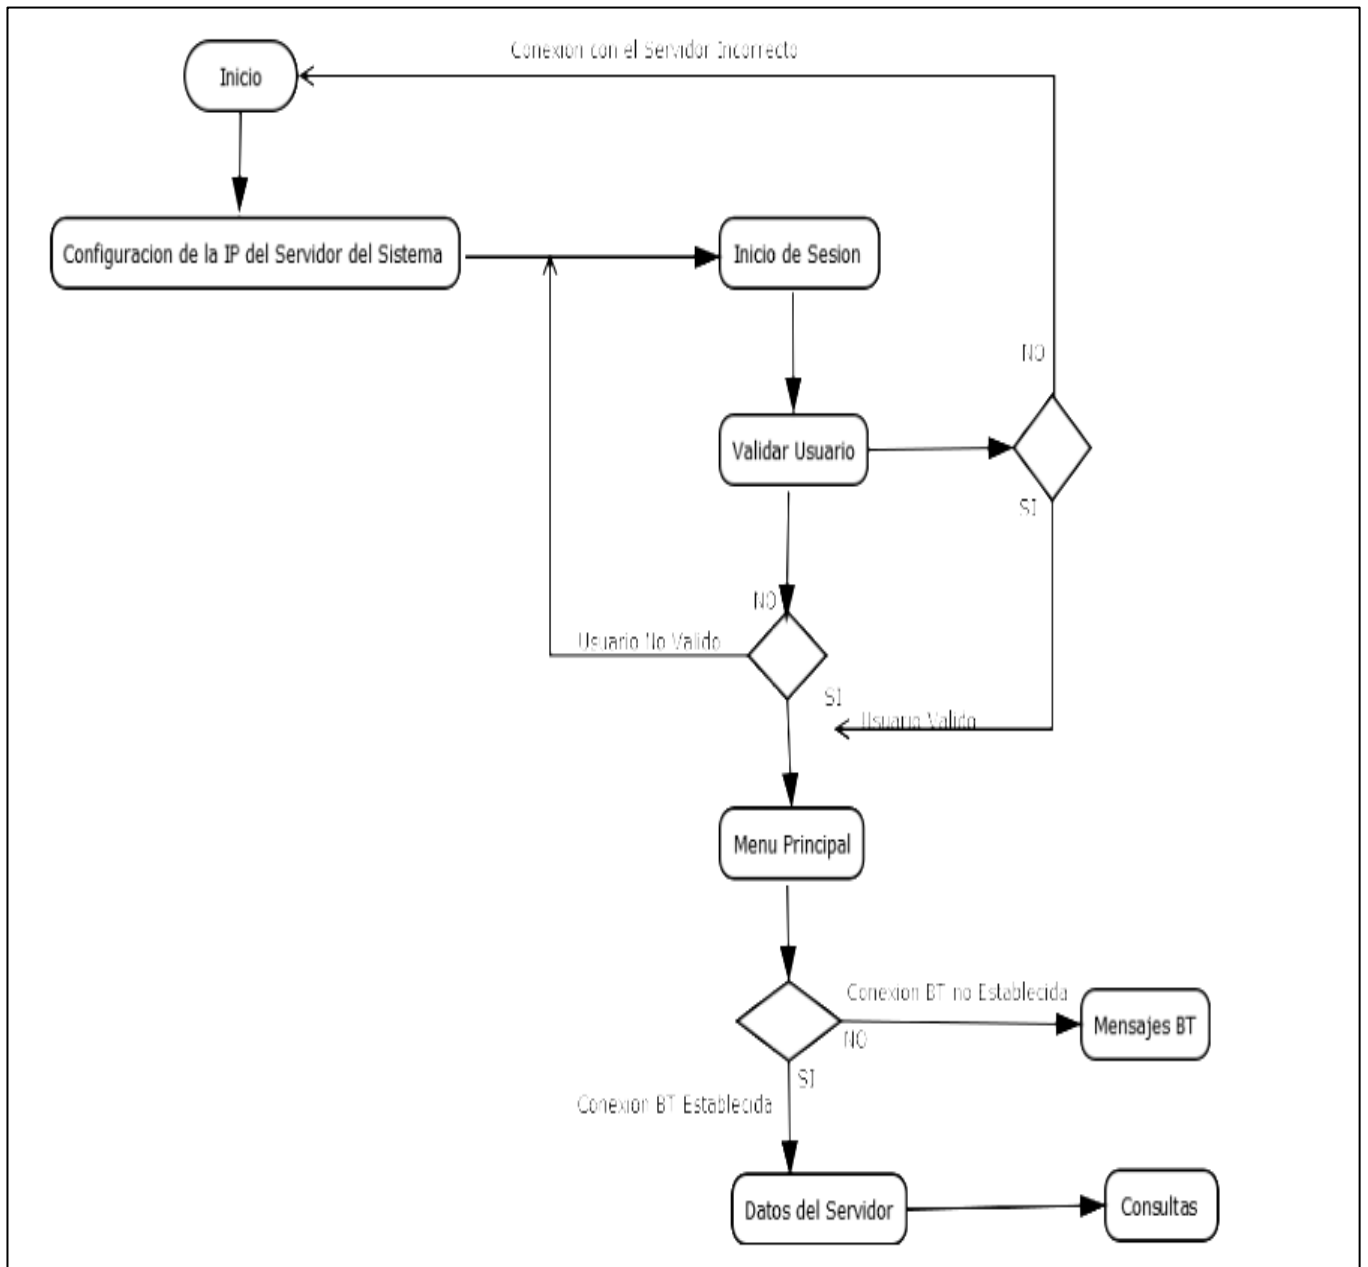 Conexion con el Servidor Incorrecto
Inicio
Configuracion de la IP del Servidor del Sistema
Inicio de Sesion
NO
Validar Usuario
SI
NO
Usuario No Valido
SI
Usuario Valido
Menu Principal
Conexion BT no Establecida
Mensajes BT
NO
SI
Conexion BT Establecida
Datos del Servidor
Consultas